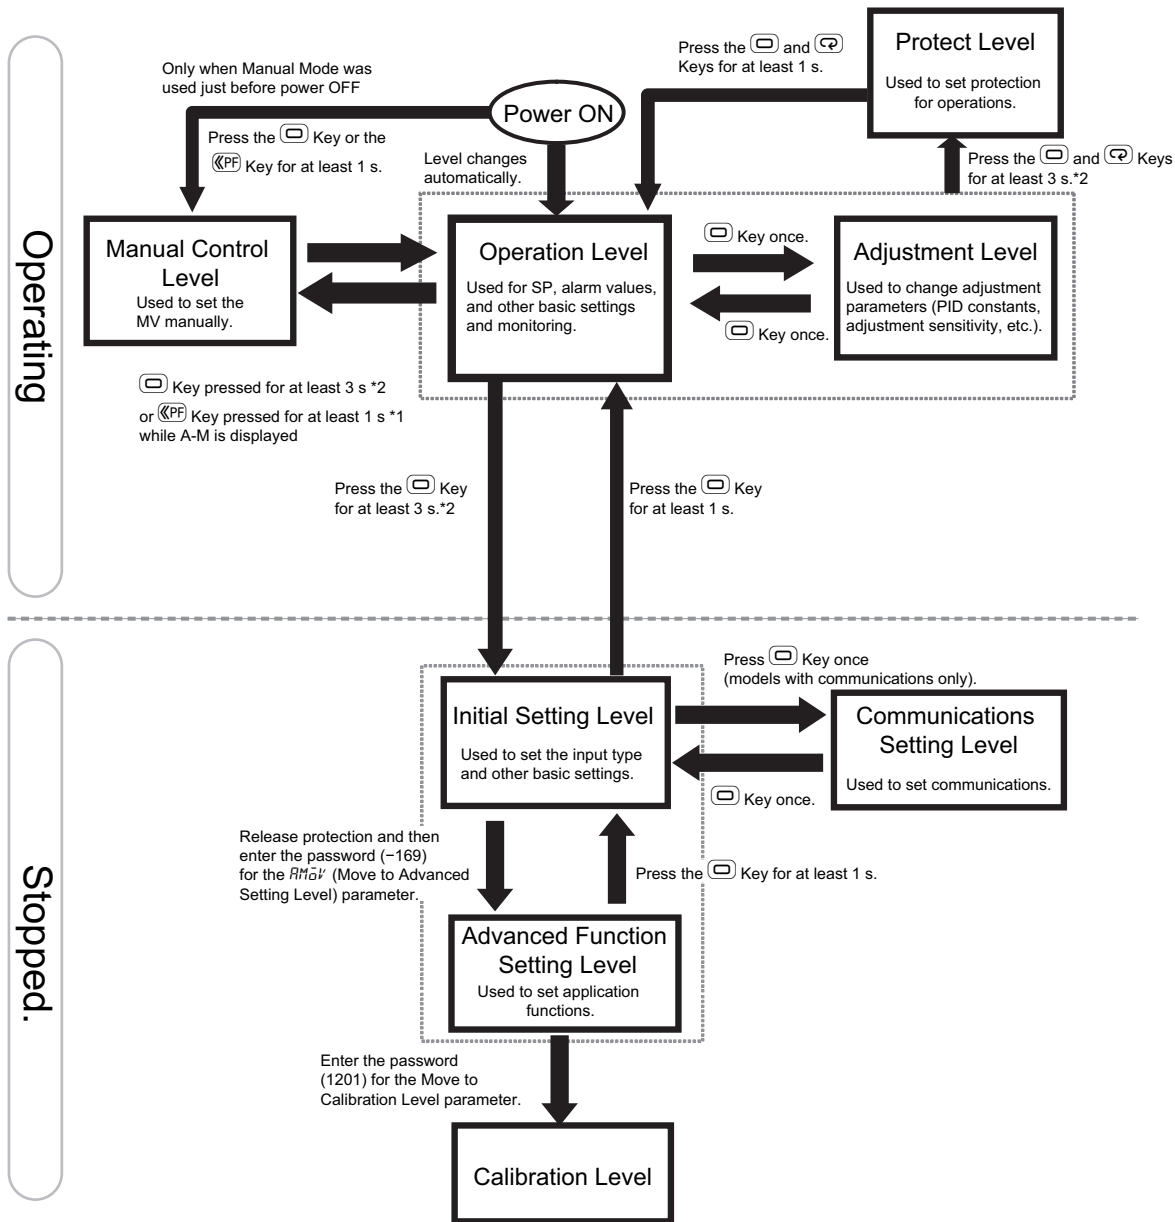 Operating
Only when Manual Mode was
used just before power OFF
Power ON
Press the Key or the
PF Key for at least 1 s.
Level changes
automatically.
Press the and
Keys for at least 1 s.
Protect Level
Used to set protection
for operations.
Press the and Keys
for at least 3 s.*2
Manual Control
Level
Used to set the
MV manually.
Operation Level
Used for SP, alarm values,
and other basic settings
and monitoring.
Key once.
Key once.
Adjustment Level
Used to change adjustment
parameters (PID constants,
adjustment sensitivity, etc.).
Key pressed for at least 3 s *2
or PF Key pressed for at least 1 s *1
while A-M is displayed
Press the Key
for at least 3 s.*2
Press the Key
for at least 1 s.
Stopped.
Initial Setting Level
Used to set the input type
and other basic settings.
Press Key once
(models with communications only).
Key once.
Communications
Setting Level
Used to set communications.
Release protection and then
enter the password (−169)
for the AMoV (Move to Advanced
Setting Level) parameter.
Press the Key for at least 1 s.
Advanced Function
Setting Level
Used to set application
functions.
Enter the password
(1201) for the Move to
Calibration Level parameter.
Calibration Level